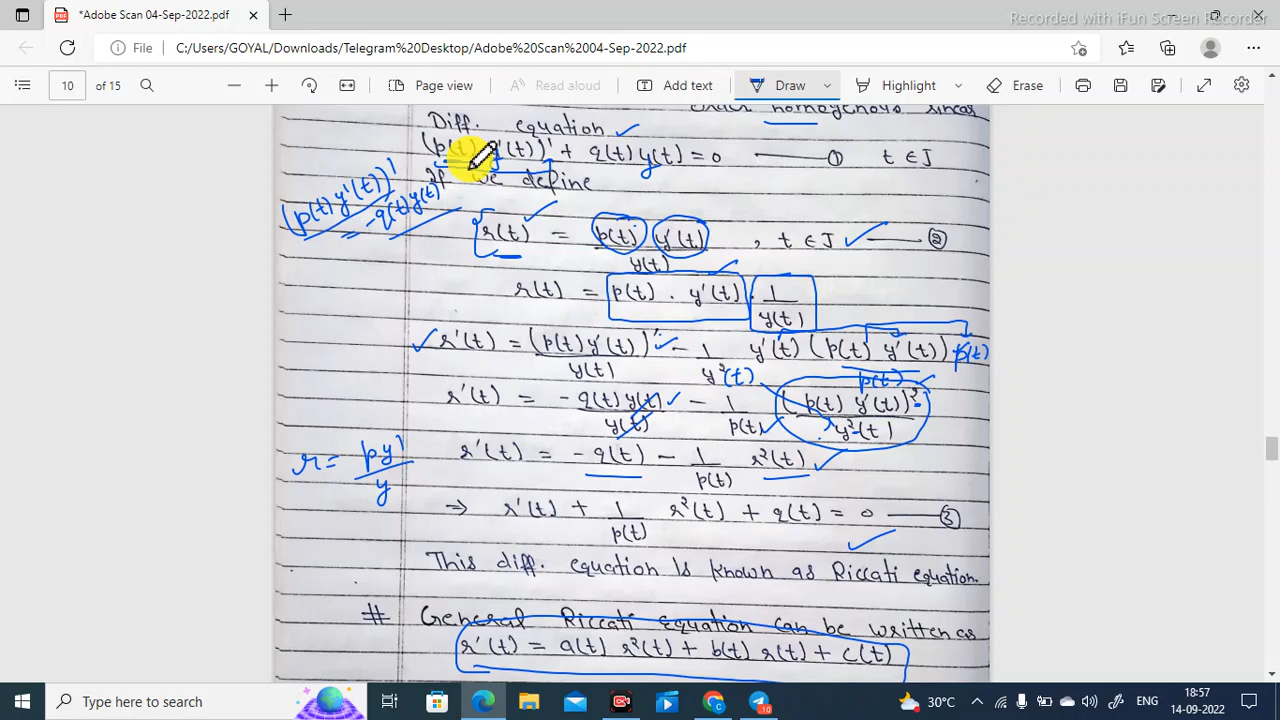 *Adobe Scan 04-Sep-2022.pdf
Recorded with iFun Screen Recorder
File C:/Users/GOYAL/Downloads/Telegram%20Desktop/Adobe%20Scan%2004-Sep-2022.pdf
10 of 15 Page view Read aloud Add text Draw Highlight Erase
order homogenous linear
Diff. equation
(p(t) y'(t))' + q(t) y(t) = 0 ——— ① t ∈ J
If we define
(p(t) y'(t))'
= -q(t) y(t)
r(t) = p(t) y'(t) / y(t) , t ∈ J ——— ②
r(t) = p(t) . y'(t) . 1 / y(t)
r'(t) = (p(t) y'(t))' / y(t) - 1 / y²(t) y'(t) (p(t) y'(t)) p(t) / p(t)
r'(t) = - q(t) y(t) / y(t) - 1 / p(t) (p(t) y'(t))² / y²(t)
r'(t) = - q(t) - 1 / p(t) r²(t)
r = py' / y
⇒ r'(t) + 1 / p(t) r²(t) + q(t) = 0 ——— ③
This diff. equation Is known as Riccati equation.
# General Riccati Equation can be written as
r'(t) = a(t) r²(t) + b(t) r(t) + c(t)
Type here to search
30°C ENG 18:57
14-09-2022